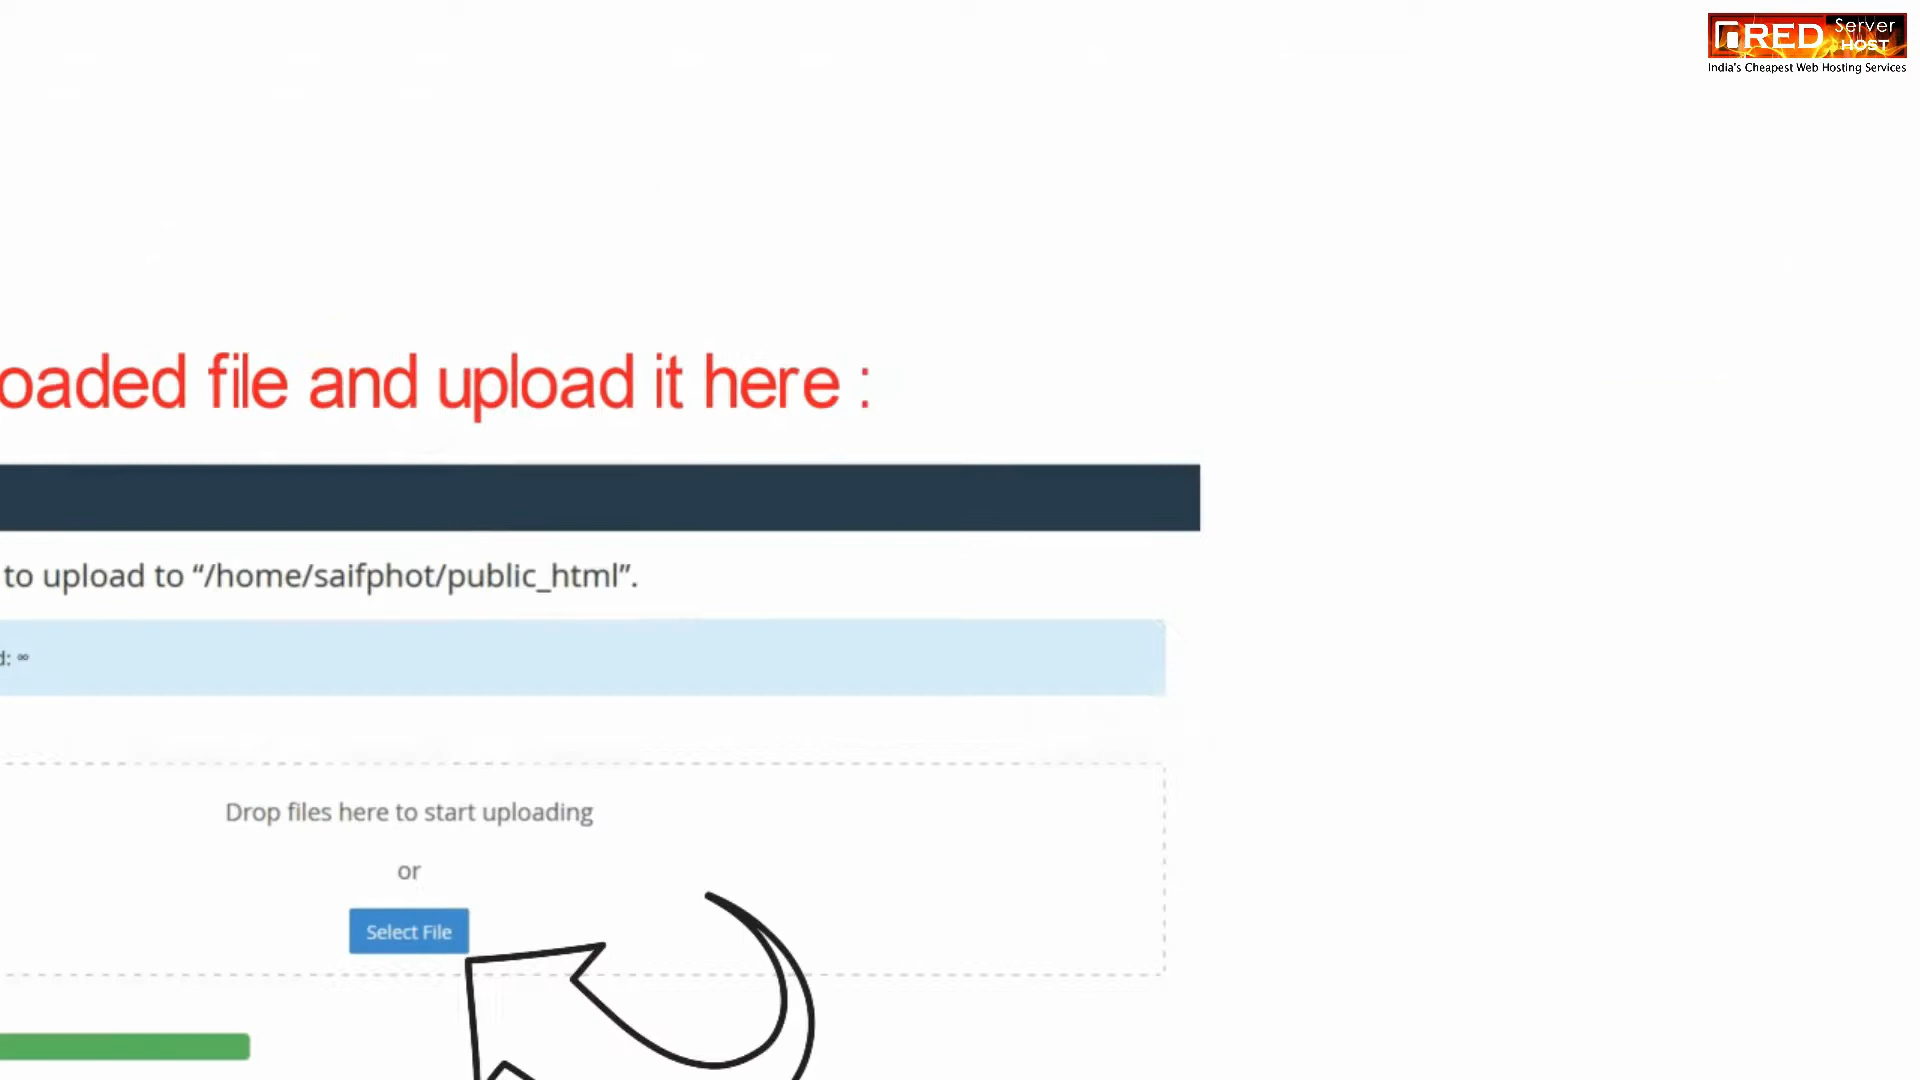 RED Server
HOST
India's Cheapest Web Hosting Services
oaded file and upload it here :
to upload to “/home/saifphot/public_html”.
d: ∞
Drop files here to start uploading
or
Select File